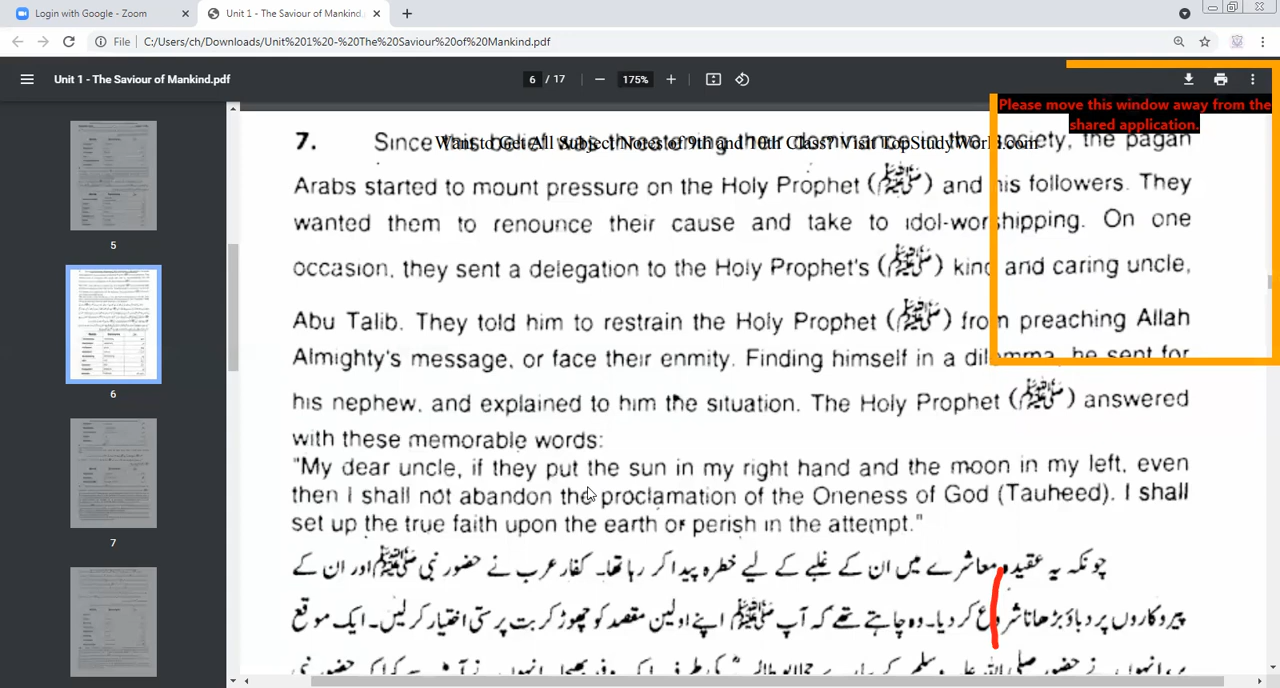 Login with Google - Zoom
Unit 1 - The Saviour of Mankind.
File
C:/Users/ch/Downloads/Unit%201%20-%20The%20Saviour%20of%20Mankind.pdf
Unit 1 - The Saviour of Mankind.pdf
6 / 17
175%
Please move this window away from the
shared application.
5
6
7
7. Since this belief was threatening their dominance in the society, the pagan
Want to Get All Subject Notes of 9th and 10th Class? Visit TopStudyWorld.com
Arabs started to mount pressure on the Holy Prophet (ﷺ) and his followers. They
wanted them to renounce their cause and take to idol-worshipping. On one
occasion, they sent a delegation to the Holy Prophet's (ﷺ) kind and caring uncle,
Abu Talib. They told him to restrain the Holy Prophet (ﷺ) from preaching Allah
Almighty's message, or face their enmity. Finding himself in a dilemma, he sent for
his nephew, and explained to him the situation. The Holy Prophet (ﷺ) answered
with these memorable words:
"My dear uncle, if they put the sun in my right hand and the moon in my left, even
then I shall not abandon the proclamation of the Oneness of God (Tauheed). I shall
set up the true faith upon the earth or perish in the attempt."
چونکہ یہ عقیدہ معاشرے میں ان کے غلبے کے لیے خطرہ پیدا کر رہا تھا۔ کفار عرب نے حضور نبی ﷺ اور ان کے
پیروکاروں پر دباؤ بڑھانا شروع کر دیا۔ وہ چاہتے تھے کہ آپ ﷺ اپنے اولین مقصد کو چھوڑ کر بت پرستی اختیار کر لیں۔ ایک موقع